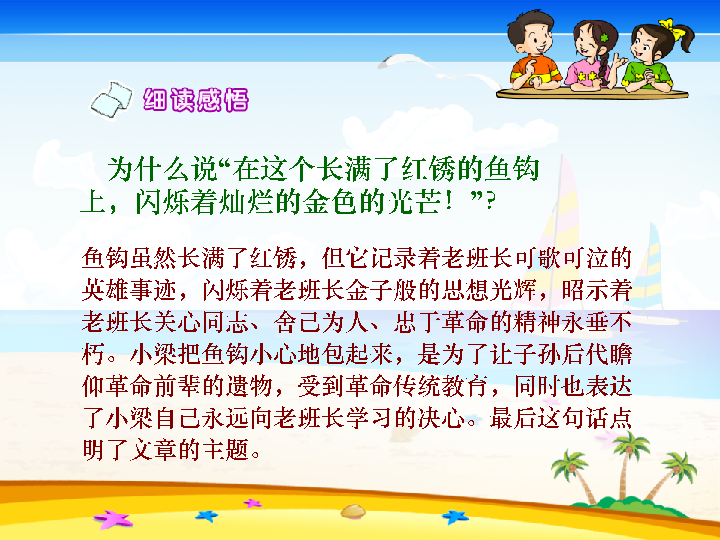 细读感悟
为什么说“在这个长满了红锈的鱼钩
上，闪烁着灿烂的金色的光芒！”？
鱼钩虽然长满了红锈，但它记录着老班长可歌可泣的
英雄事迹，闪烁着老班长金子般的思想光辉，昭示着
老班长关心同志、舍己为人、忠于革命的精神永垂不
朽。小梁把鱼钩小心地包起来，是为了让子孙后代瞻
仰革命前辈的遗物，受到革命传统教育，同时也表达
了小梁自己永远向老班长学习的决心。最后这句话点
明了文章的主题。